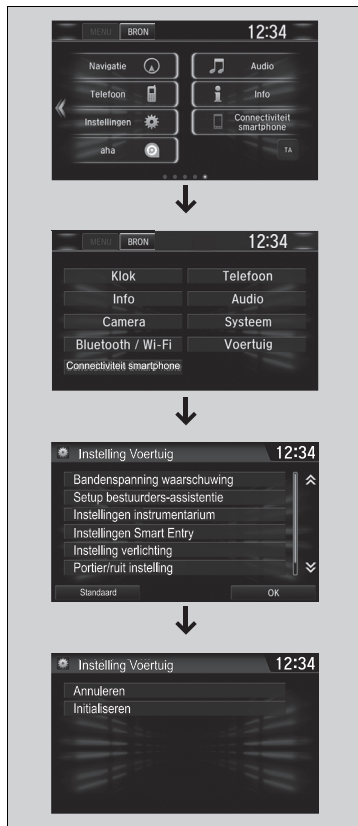 MENU BRON 12:34
Navigatie Audio
Telefoon Info
Instellingen Connectiviteit
smartphone
aha TA
MENU BRON 12:34
Klok Telefoon
Info Audio
Camera Systeem
Bluetooth / Wi-Fi Voertuig
Connectiviteit smartphone
Instelling Voertuig 12:34
Bandenspanning waarschuwing
Setup bestuurders-assistentie
Instellingen instrumentarium
Instellingen Smart Entry
Instelling verlichting
Portier/ruit instelling
Standaard OK
Instelling Voertuig 12:34
Annuleren
Initialiseren